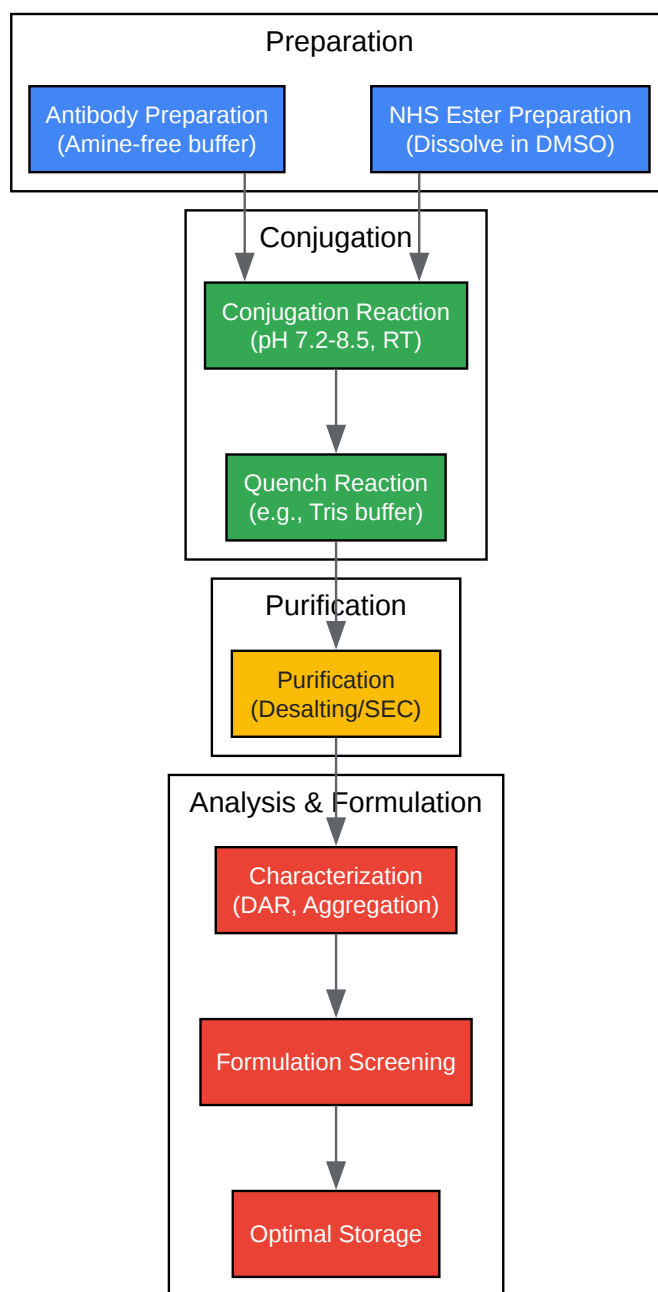 Preparation
Antibody Preparation
(Amine-free buffer)
NHS Ester Preparation
(Dissolve in DMSO)
Conjugation
Conjugation Reaction
(pH 7.2-8.5, RT)
Quench Reaction
(e.g., Tris buffer)
Purification
Purification
(Desalting/SEC)
Analysis & Formulation
Characterization
(DAR, Aggregation)
Formulation Screening
Optimal Storage